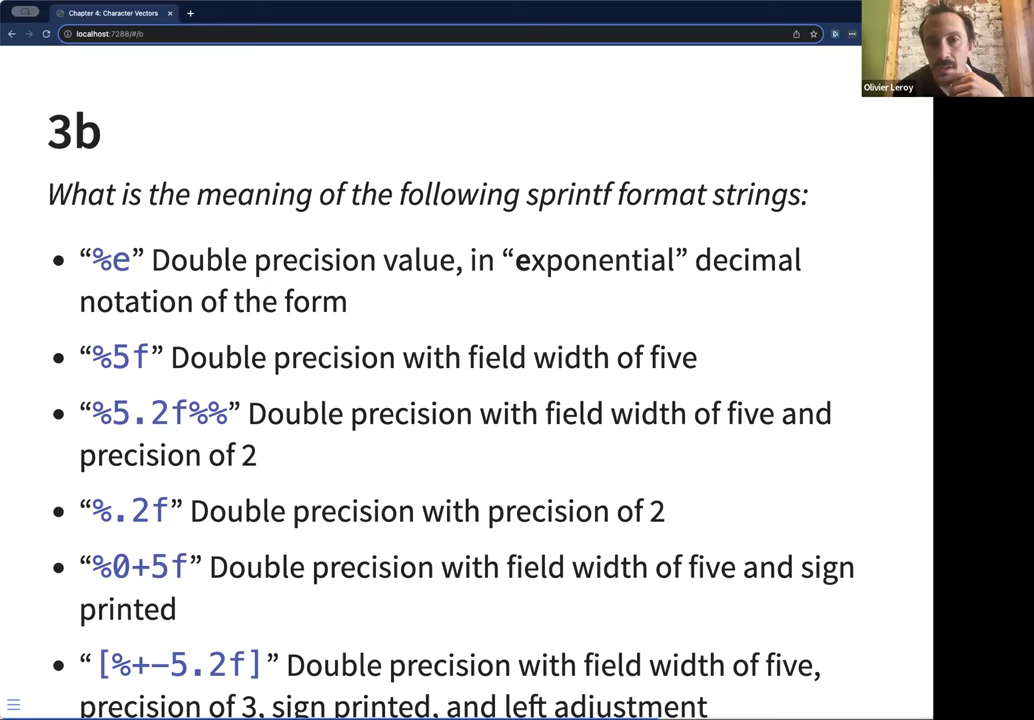 Chapter 4: Character Vectors
localhost:7288/#/b
Olivier Leroy
3b
What is the meaning of the following sprintf format strings:
• “%e” Double precision value, in “exponential” decimal
notation of the form
• “%5f” Double precision with field width of five
• “%5.2f%%” Double precision with field width of five and
precision of 2
• “%.2f” Double precision with precision of 2
• “%0+5f” Double precision with field width of five and sign
printed
• “[%+-5.2f]” Double precision with field width of five,
precision of 3, sign printed, and left adjustment